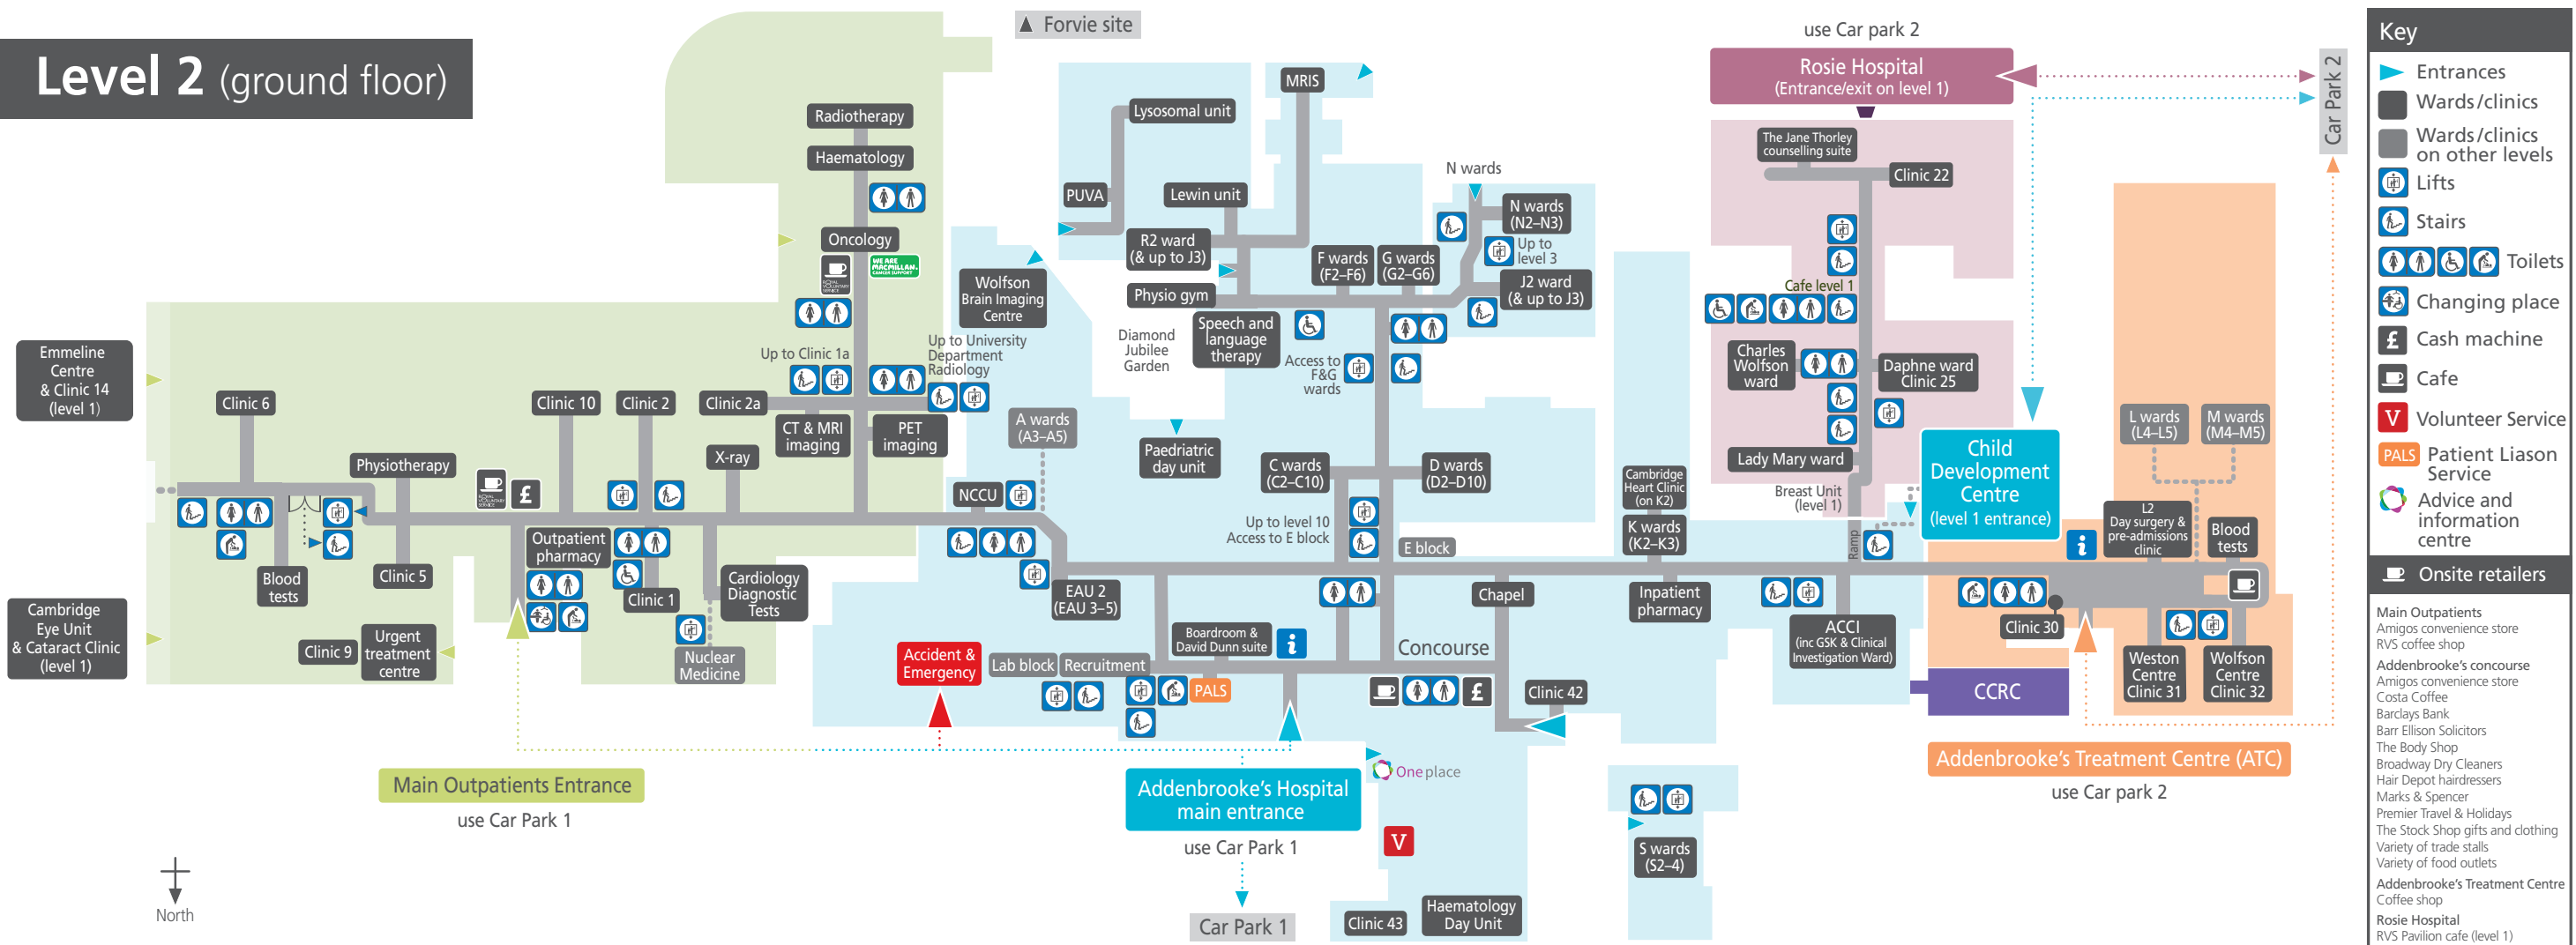 Level 2 (ground floor)
Forvie site
use Car park 2
Rosie Hospital
(Entrance/exit on level 1)
Car Park 2
Radiotherapy
Haematology
Oncology
ROYAL
VOLUNTARY
SERVICE
WE ARE
MACMILLAN.
CANCER SUPPORT
Up to Clinic 1a
Up to University
Department
Radiology
Clinic 2a
CT & MRI
imaging
PET
imaging
Emmeline
Centre
& Clinic 14
(level 1)
Clinic 6
Clinic 10
Clinic 2
X-ray
Physiotherapy
ROYAL
VOLUNTARY
SERVICE
£
Outpatient
pharmacy
Blood
tests
Clinic 5
Clinic 1
Cardiology
Diagnostic
Tests
Nuclear
Medicine
Cambridge
Eye Unit
& Cataract Clinic
(level 1)
Clinic 9
Urgent
treatment
centre
Main Outpatients Entrance
use Car Park 1
North
Lysosomal unit
PUVA
MRIS
Lewin unit
R2 ward
(& up to J3)
Physio gym
Speech and
language
therapy
Diamond
Jubilee
Garden
Wolfson
Brain Imaging
Centre
A wards
(A3–A5)
NCCU
Paedriatric
day unit
N wards
N wards
(N2–N3)
Up to
level 3
F wards
(F2–F6)
G wards
(G2–G6)
J2 ward
(& up to J3)
Access to
F&G
wards
C wards
(C2–C10)
D wards
(D2–D10)
Up to level 10
Access to E block
E block
EAU 2
(EAU 3–5)
Accident &
Emergency
Lab block
Recruitment
Boardroom &
David Dunn suite
i
PALS
Concourse
£
Chapel
Clinic 42
Addenbrooke's Hospital
main entrance
use Car Park 1
Car Park 1
One place
V
Clinic 43
Haematology
Day Unit
S wards
(S2–4)
Cambridge
Heart Clinic
(on K2)
K wards
(K2–K3)
Inpatient
pharmacy
The Jane Thorley
counselling suite
Clinic 22
Cafe level 1
Charles
Wolfson
ward
Daphne ward
Clinic 25
Lady Mary ward
Breast Unit
(level 1)
Ramp
Child
Development
Centre
(level 1 entrance)
ACCI
(inc GSK & Clinical
Investigation Ward)
CCRC
L wards
(L4–L5)
M wards
(M4–M5)
L2
Day surgery &
pre-admissions
clinic
Blood
tests
i
Clinic 30
Weston
Centre
Clinic 31
Wolfson
Centre
Clinic 32
Addenbrooke's Treatment Centre (ATC)
use Car park 2
Key
Entrances
Wards/clinics
Wards/clinics
on other levels
Lifts
Stairs
Toilets
Changing place
£ Cash machine
Cafe
V Volunteer Service
PALS Patient Liason
Service
Advice and
information
centre
Onsite retailers
Main Outpatients
Amigos convenience store
RVS coffee shop
Addenbrooke's concourse
Amigos convenience store
Costa Coffee
Barclays Bank
Barr Ellison Solicitors
The Body Shop
Broadway Dry Cleaners
Hair Depot hairdressers
Marks & Spencer
Premier Travel & Holidays
The Stock Shop gifts and clothing
Variety of trade stalls
Variety of food outlets
Addenbrooke's Treatment Centre
Coffee shop
Rosie Hospital
RVS Pavilion cafe (level 1)